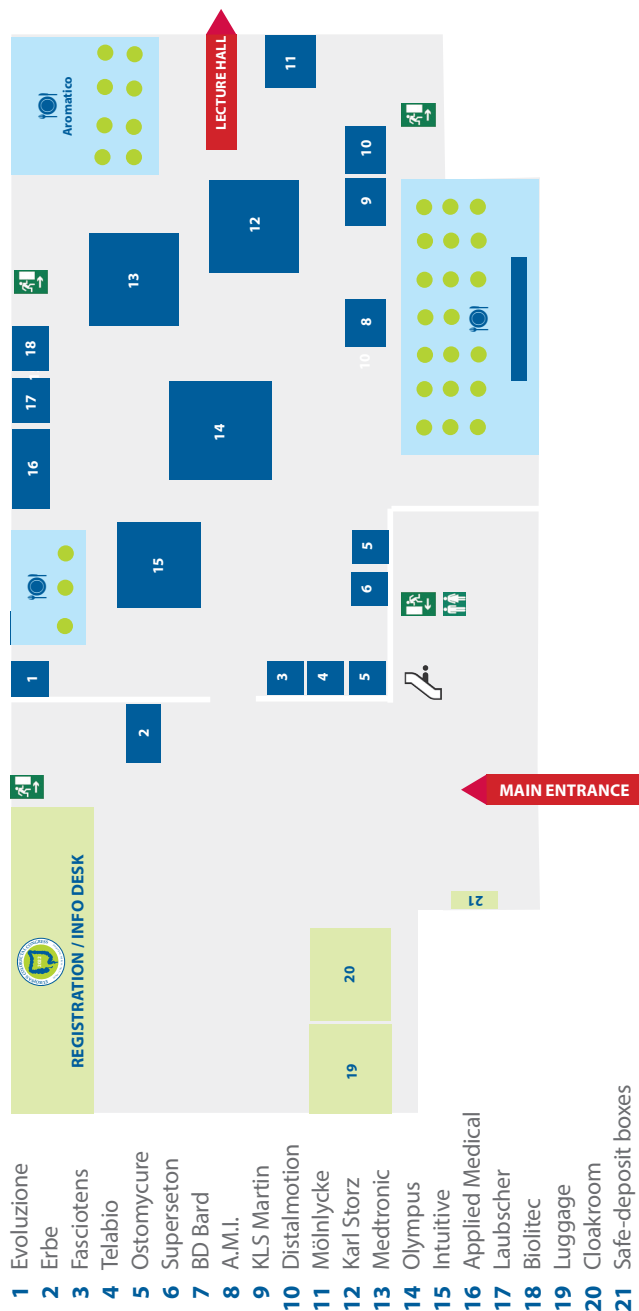 Aromatico
LECTURE HALL
11
10
9
12
13
8
10
18
17
16
14
15
5
6
1
3
4
5
2
MAIN ENTRANCE
EUROPEAN COLORECTAL CONGRESS
REGISTRATION / INFO DESK
21
20
19
1 Evoluzione
2 Erbe
3 Fasciotens
4 Telabio
5 Ostomycure
6 Superseton
7 BD Bard
8 A.M.I.
9 KLS Martin
10 Distalmotion
11 Mölnlycke
12 Karl Storz
13 Medtronic
14 Olympus
15 Intuitive
16 Applied Medical
17 Laubscher
18 Biolitec
19 Luggage
20 Cloakroom
21 Safe-deposit boxes